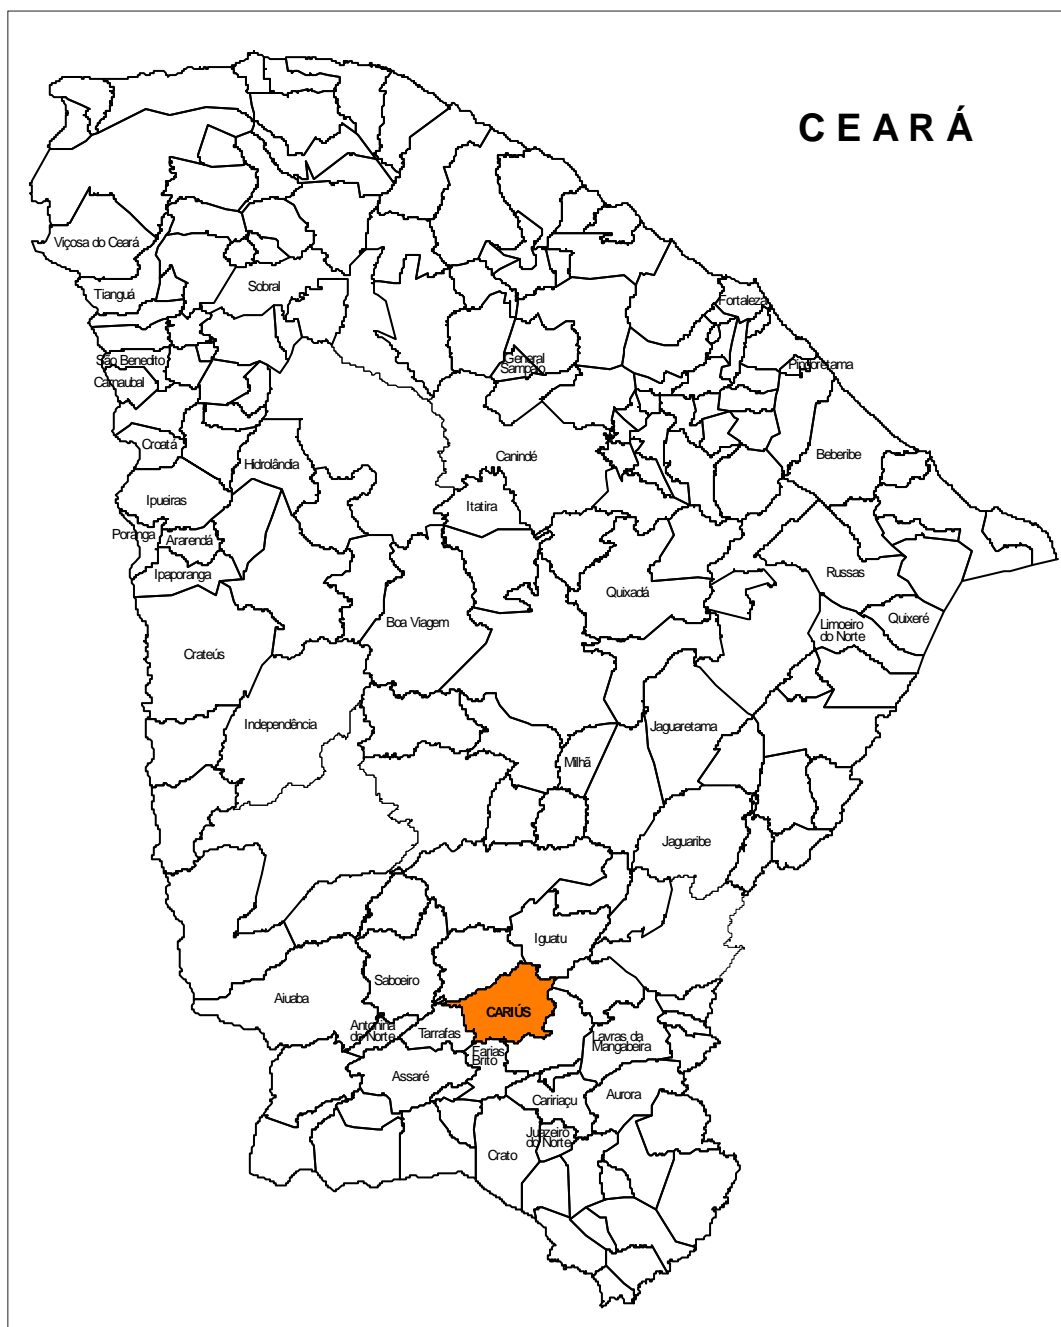 CEARÁ
Viçosa do Ceará
Tianguá
Sobral
Fortaleza
São Benedito
Carnaubal
General
Sampaio
Pindoretama
Croatá
Hidrolândia
Canindé
Beberibe
Ipueiras
Itatira
Poranga
Ararendá
Ipaporanga
Russas
Quixadá
Boa Viagem
Limoeiro
do Norte
Quixeré
Crateús
Independência
Jaguaretama
Milhã
Jaguaribe
Iguatu
Saboeiro
Aiuaba
CARIÚS
Antonina
do Norte
Tarrafas
Lavras da
Mangabeira
Farias
Brito
Assaré
Caririaçu
Aurora
Juazeiro
do Norte
Crato